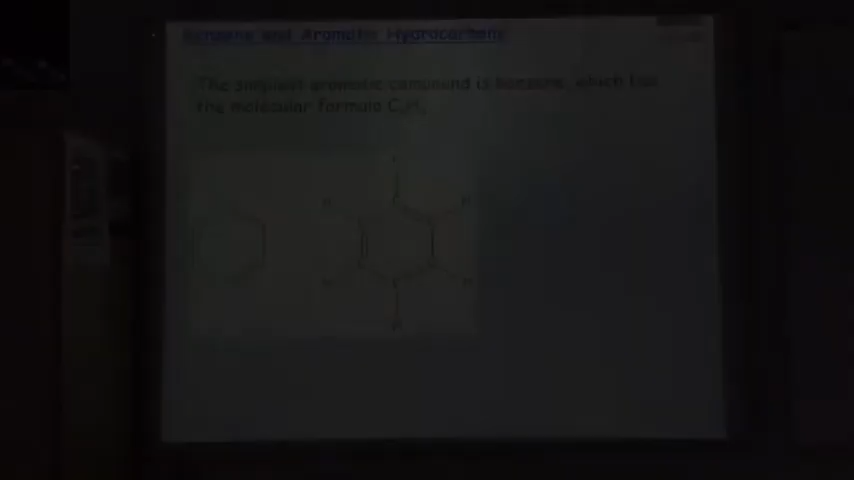 Benzene and Aromatic Hydrocarbons
The simplest aromatic compound is benzene, which has
the molecular formula C₆H₆
H
C
H
H
H
H
C
H